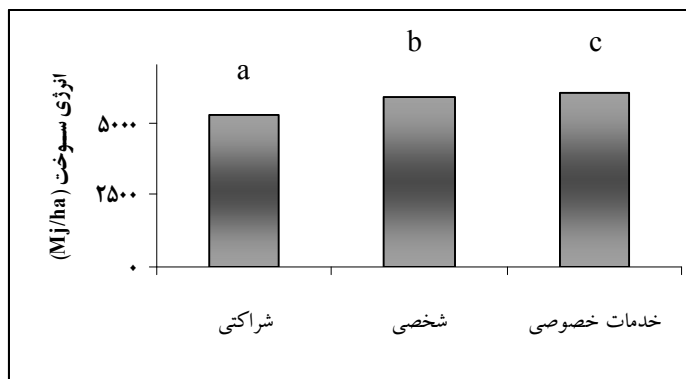 a
b
c
انرژی سوخت (Mj/ha)
۵۰۰۰
۲۵۰۰
۰
شراکتی
شخصی
خدمات خصوصی